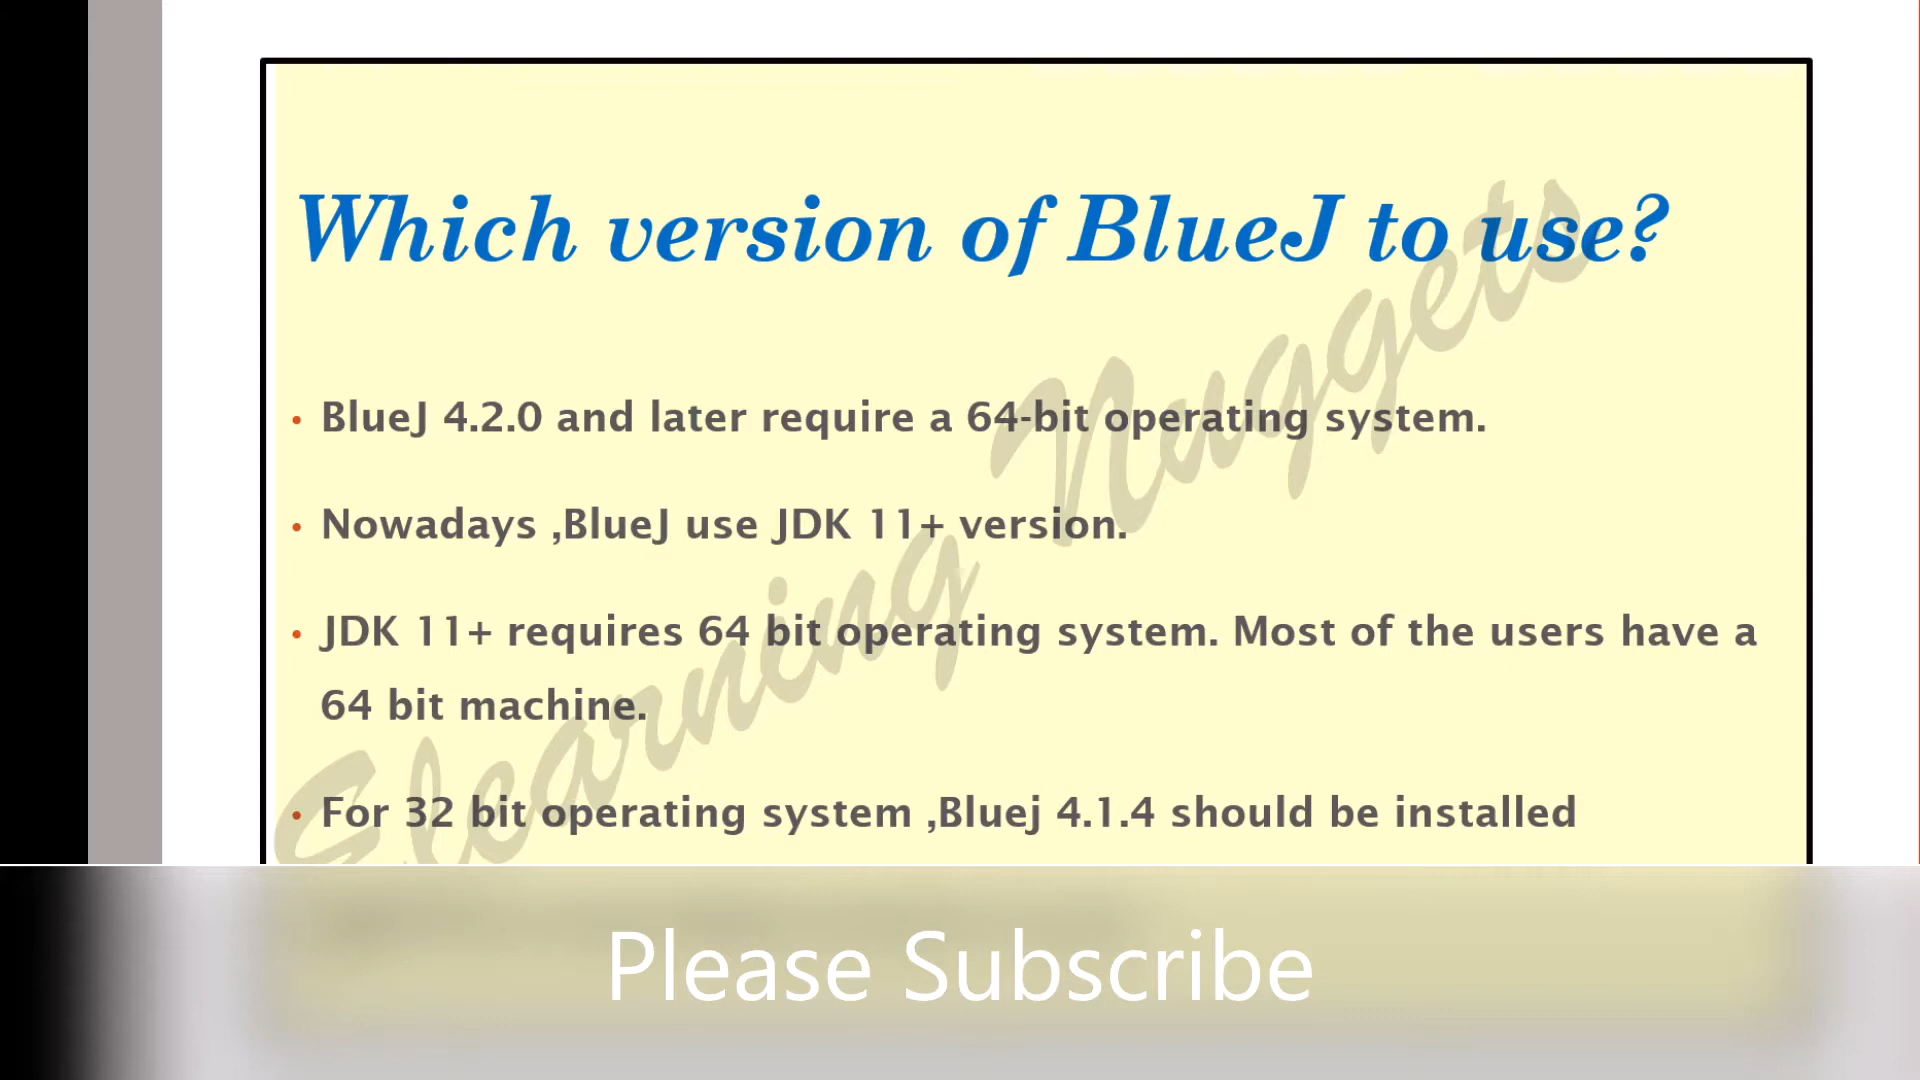 Which version of BlueJ to use?
• BlueJ 4.2.0 and later require a 64-bit operating system.
• Nowadays ,BlueJ use JDK 11+ version.
• JDK 11+ requires 64 bit operating system. Most of the users have a
64 bit machine.
• For 32 bit operating system ,Bluej 4.1.4 should be installed
Elearning Nuggets
Please Subscribe